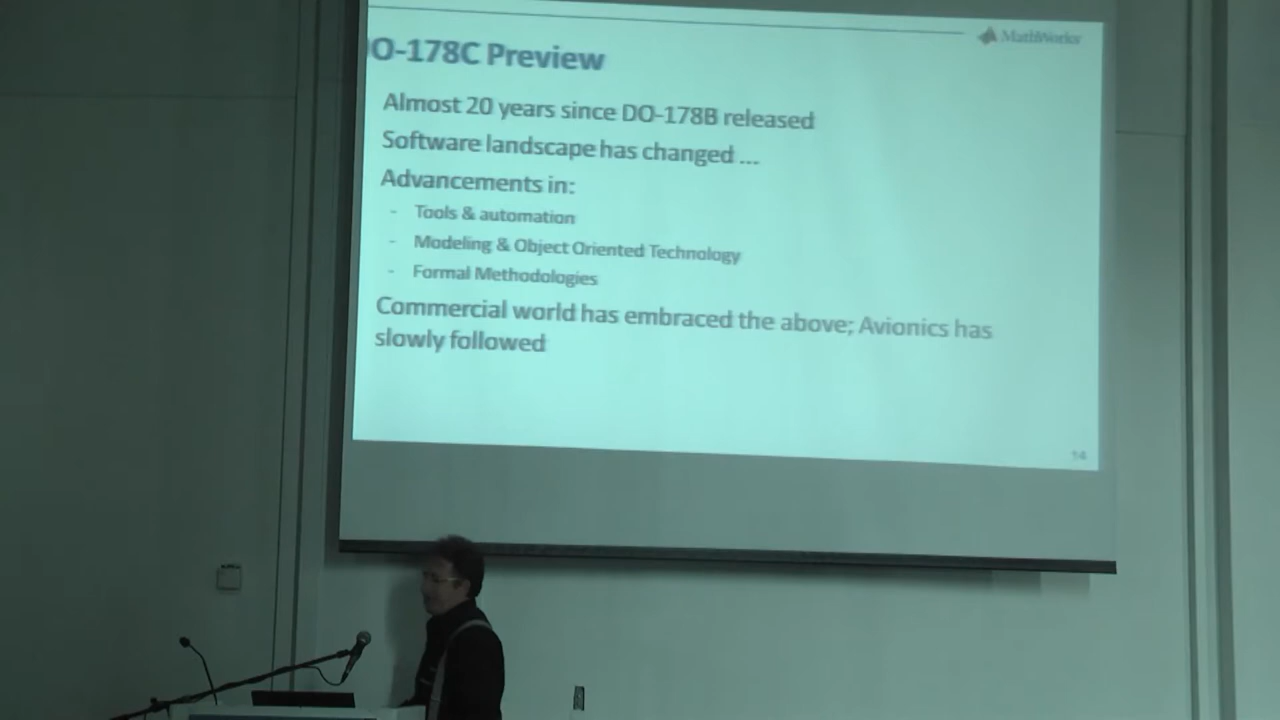 MathWorks
O-178C Preview
Almost 20 years since DO-178B released
Software landscape has changed ...
Advancements in:
- Tools & automation
- Modeling & Object Oriented Technology
- Formal Methodologies
Commercial world has embraced the above; Avionics has
slowly followed
14